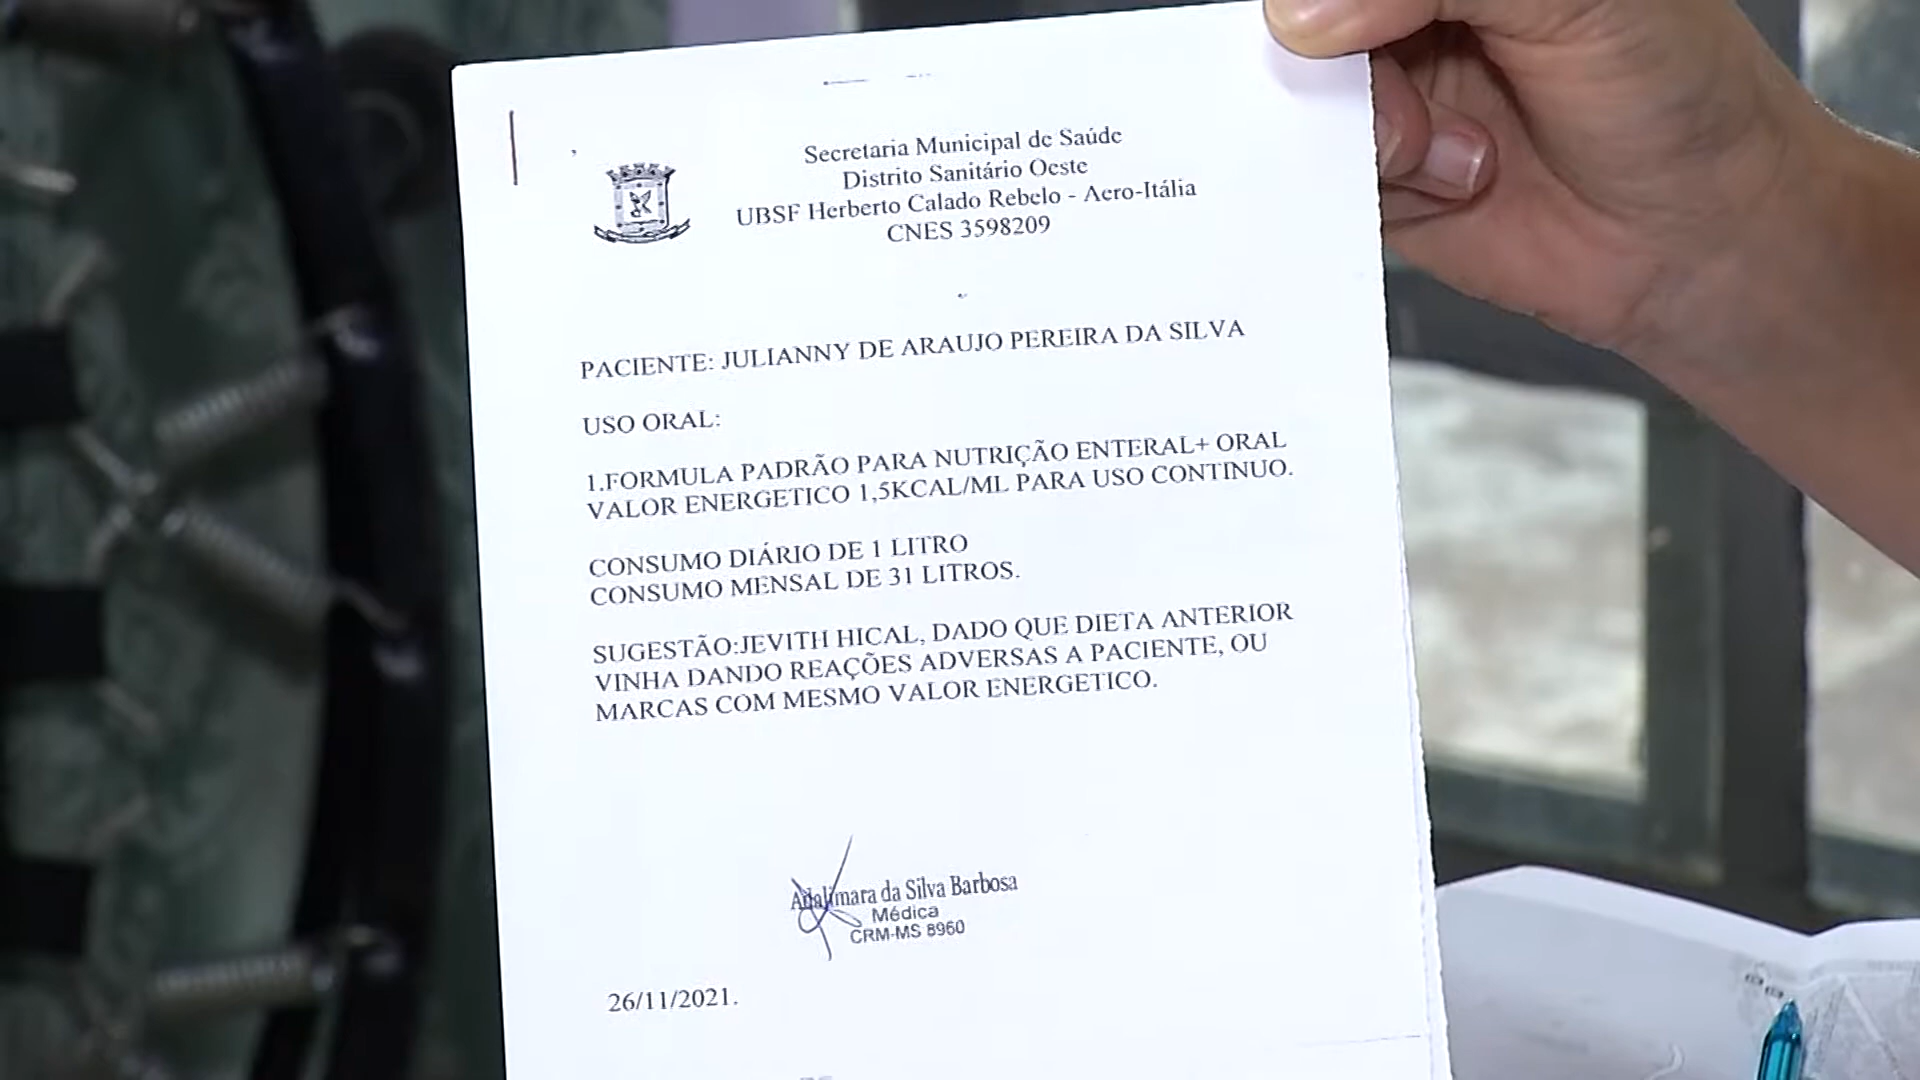 Secretaria Municipal de Saúde
Distrito Sanitário Oeste
UBSF Herberto Calado Rebelo - Aero-Itália
CNES 3598209
PACIENTE: JULIANNY DE ARAUJO PEREIRA DA SILVA
USO ORAL:
1.FORMULA PADRÃO PARA NUTRIÇÃO ENTERAL+ ORAL
VALOR ENERGETICO 1,5KCAL/ML PARA USO CONTINUO.
CONSUMO DIÁRIO DE 1 LITRO
CONSUMO MENSAL DE 31 LITROS.
SUGESTÃO:JEVITH HICAL, DADO QUE DIETA ANTERIOR
VINHA DANDO REAÇÕES ADVERSAS A PACIENTE, OU
MARCAS COM MESMO VALOR ENERGETICO.
Adalimara da Silva Barbosa
Médica
CRM-MS 8960
26/11/2021.